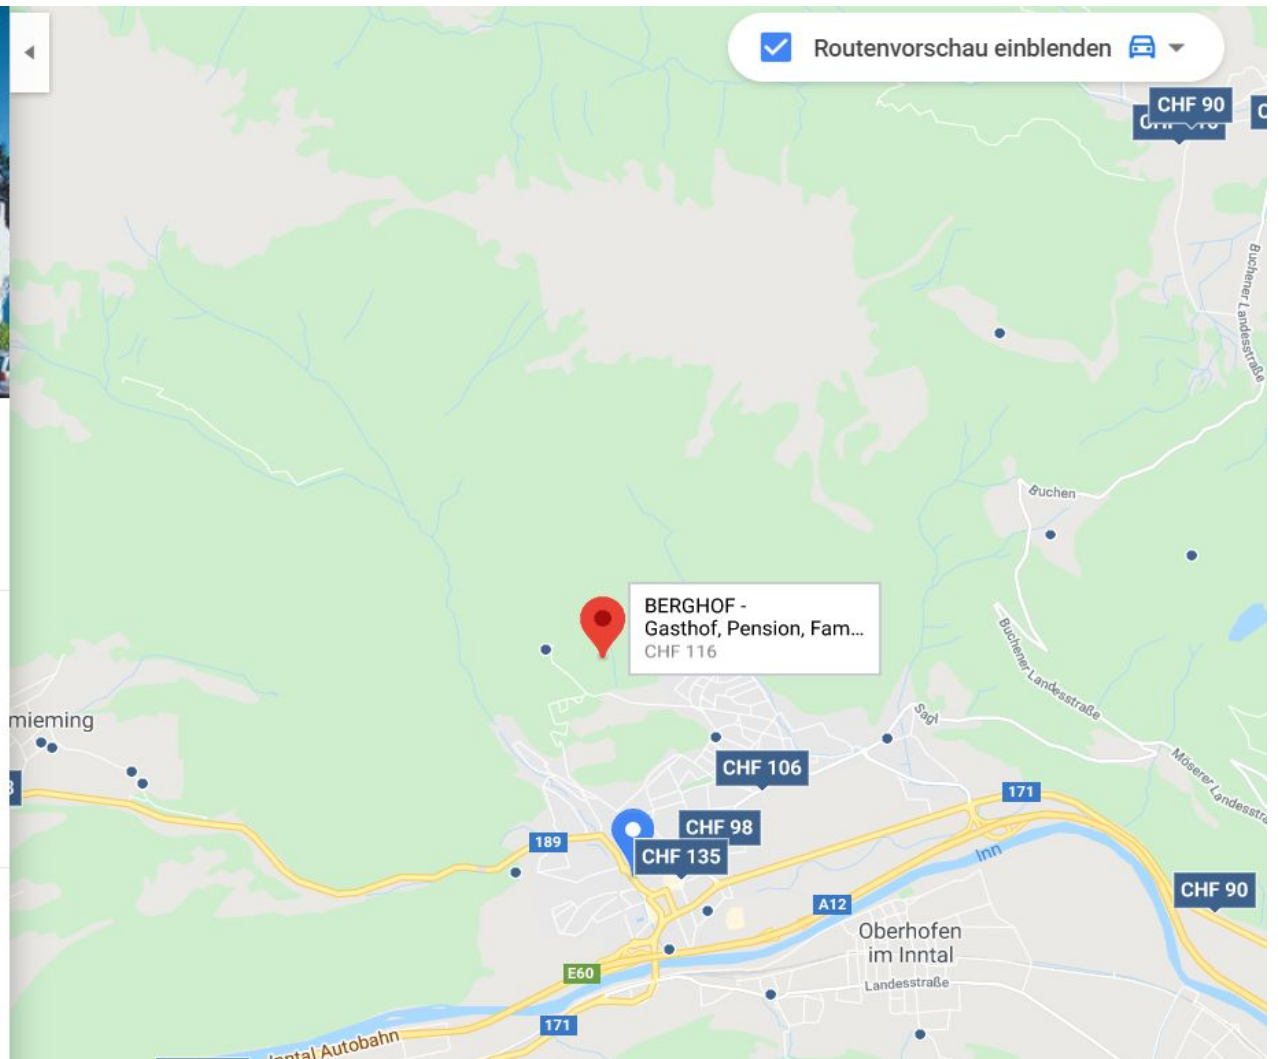 Routenvorschau einblenden
CHF 90
Buchener Landesstraße
Buchen
BERGHOF -
Gasthof, Pension, Fam...
CHF 116
Buchener Landesstraße
Sagl
mieming
CHF 106
171
Möserer Landesstra
CHF 98
189
CHF 135
Inn
CHF 90
A12
Oberhofen
im Inntal
E60
Landesstraße
171
Inntal Autobahn